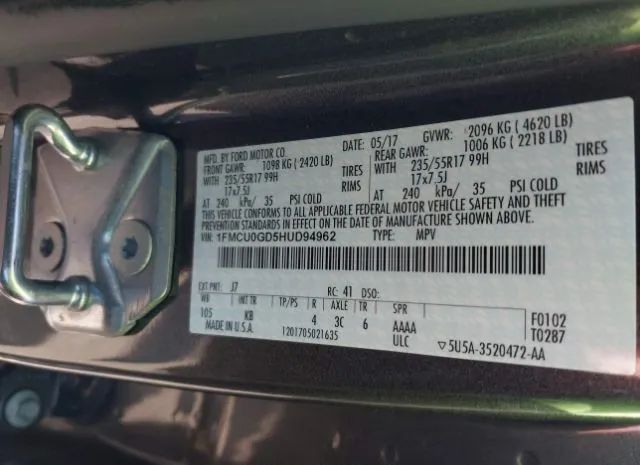 MFD. BY FORD MOTOR CO.
DATE: 05/17 GVWR: 2096 KG ( 4620 LB)
FRONT GAWR: 1098 KG ( 2420 LB)
REAR GAWR: 1006 KG ( 2218 LB)
WITH 235/55R17 99H TIRES
WITH 235/55R17 99H TIRES
17x7.5J RIMS
17x7.5J RIMS
AT 240 kPa/ 35 PSI COLD
AT 240 kPa/ 35 PSI COLD
THIS VEHICLE CONFORMS TO ALL APPLICABLE FEDERAL MOTOR VEHICLE SAFETY AND THEFT
PREVENTION STANDARDS IN EFFECT ON THE DATE OF MANUFACTURE SHOWN ABOVE.
VIN: 1FMCU0GD5HUD94962 TYPE: MPV
EXT PNT: J7 RC: 41 DSO:
WB INT TR TP/PS R AXLE TR SPR
105 KB 4 3C 6 AAAA F0102
MADE IN U.S.A. 1201705021635 ULC T0287
▽5U5A-3520472-AA